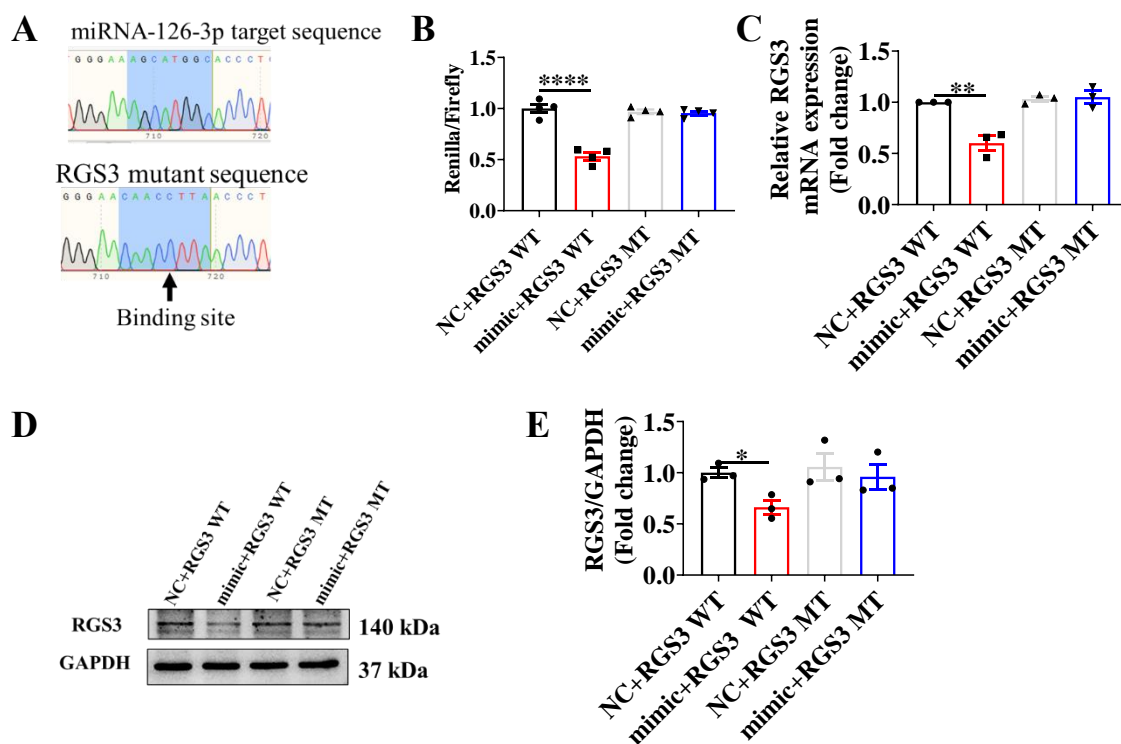 A
miRNA-126-3p target sequence
TGGGAAAGCATGGCACCCTC
710
720
RGS3 mutant sequence
GGGAACAACCTTAACCCT
710
720
Binding site
B
Renilla/Firefly
1.5
1.0
0.5
0.0
****
NC+RGS3 WT
mimic+RGS3 WT
NC+RGS3 MT
mimic+RGS3 MT
C
Relative RGS3
mRNA expression
(Fold change)
1.5
1.0
0.5
0.0
**
NC+RGS3 WT
mimic+RGS3 WT
NC+RGS3 MT
mimic+RGS3 MT
D
NC+RGS3 WT
mimic+RGS3 WT
NC+RGS3 MT
mimic+RGS3 MT
RGS3
140 kDa
GAPDH
37 kDa
E
RGS3/GAPDH
(Fold change)
1.5
1.0
0.5
0.0
*
NC+RGS3 WT
mimic+RGS3 WT
NC+RGS3 MT
mimic+RGS3 MT